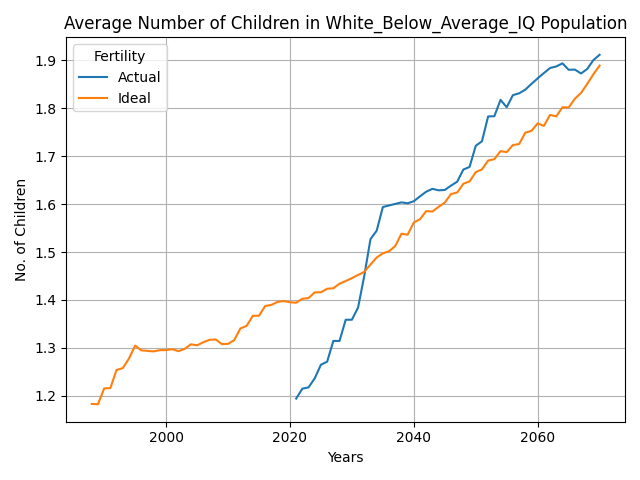 Average Number of Children in White_Below_Average_IQ Population
Fertility
Actual
Ideal
No. of Children
1.9
1.8
1.7
1.6
1.5
1.4
1.3
1.2
2000
2020
2040
2060
Years